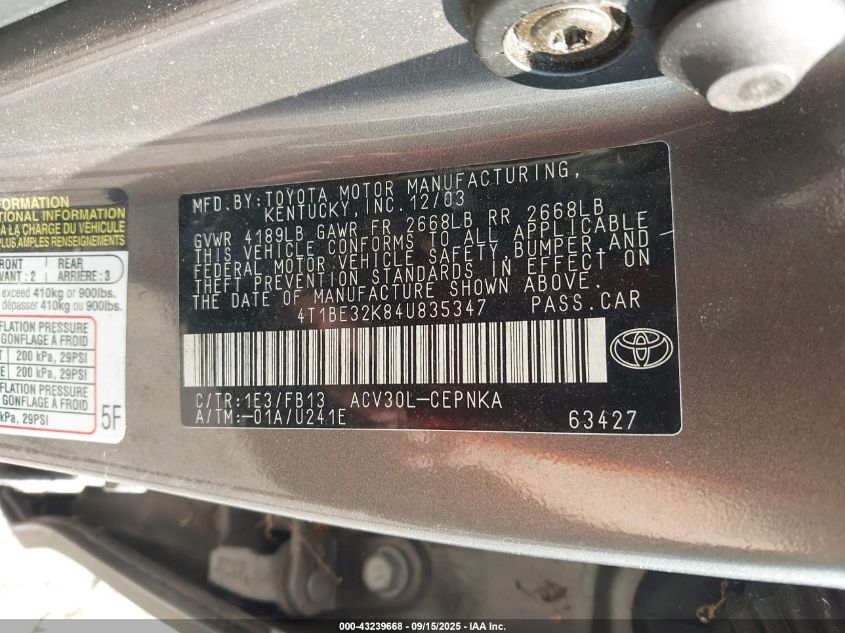 MFD. BY: TOYOTA MOTOR MANUFACTURING,
KENTUCKY, INC. 12/03
GVWR 4189LB GAWR FR 2668LB RR 2668LB
THIS VEHICLE CONFORMS TO ALL APPLICABLE
FEDERAL MOTOR VEHICLE SAFETY, BUMPER, AND
THEFT PREVENTION STANDARDS IN EFFECT ON
THE DATE OF MANUFACTURE SHOWN ABOVE.
4T1BE32K84U835347 PASS. CAR
C/TR: 1E3/FB13 ACV30L-CEPNKA
A/TM: -01A/U241E 63427
INFORMATION
TIONAL INFORMATION
À LA CHARGE DU VEHICULE
PLUS AMPLES RENSEIGNEMENTS
FRONT REAR
VANT : 2 ARRIÈRE : 3
exceed 410kg or 900lbs.
dépasser 410kg ou 900lbs.
FLATION PRESSURE
GONFLAGE À FROID
200 kPa, 29PSI
200 kPa, 29PSI
FLATION PRESSURE
GONFLAGE À FROID
kPa, 29PSI
5F
000-43239668 - 09/15/2025 - IAA Inc.